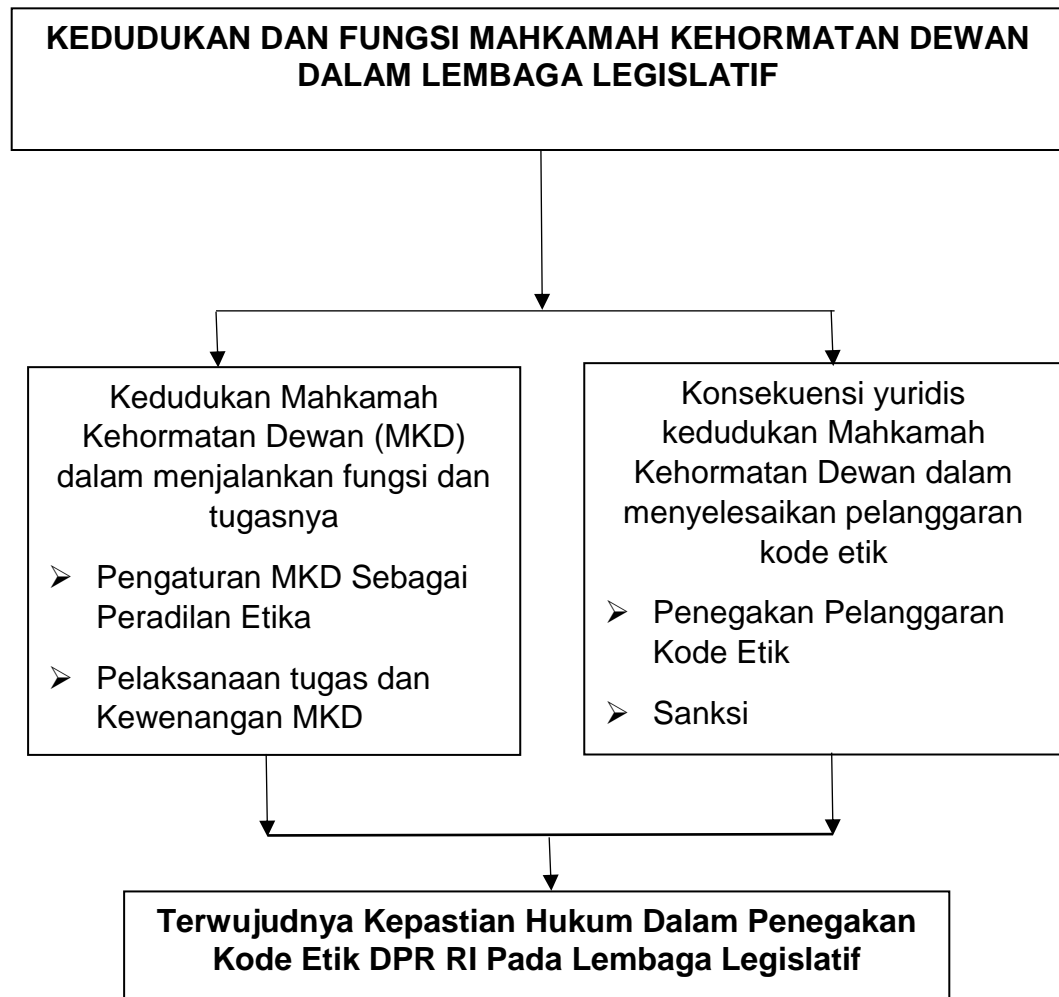 KEDUDUKAN DAN FUNGSI MAHKAMAH KEHORMATAN DEWAN
DALAM LEMBAGA LEGISLATIF
Kedudukan Mahkamah
Kehormatan Dewan (MKD)
dalam menjalankan fungsi dan
tugasnya
➢ Pengaturan MKD Sebagai
Peradilan Etika
➢ Pelaksanaan tugas dan
Kewenangan MKD
Konsekuensi yuridis
kedudukan Mahkamah
Kehormatan Dewan dalam
menyelesaikan pelanggaran
kode etik
➢ Penegakan Pelanggaran
Kode Etik
➢ Sanksi
Terwujudnya Kepastian Hukum Dalam Penegakan
Kode Etik DPR RI Pada Lembaga Legislatif